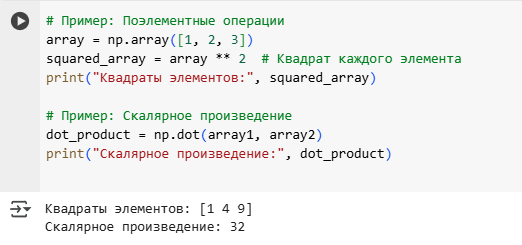 # Пример: Поэлементные операции
array = np.array([1, 2, 3])
squared_array = array ** 2  # Квадрат каждого элемента
print("Квадраты элементов:", squared_array)
# Пример: Скалярное произведение
dot_product = np.dot(array1, array2)
print("Скалярное произведение:", dot_product)
Квадраты элементов: [1 4 9]
Скалярное произведение: 32